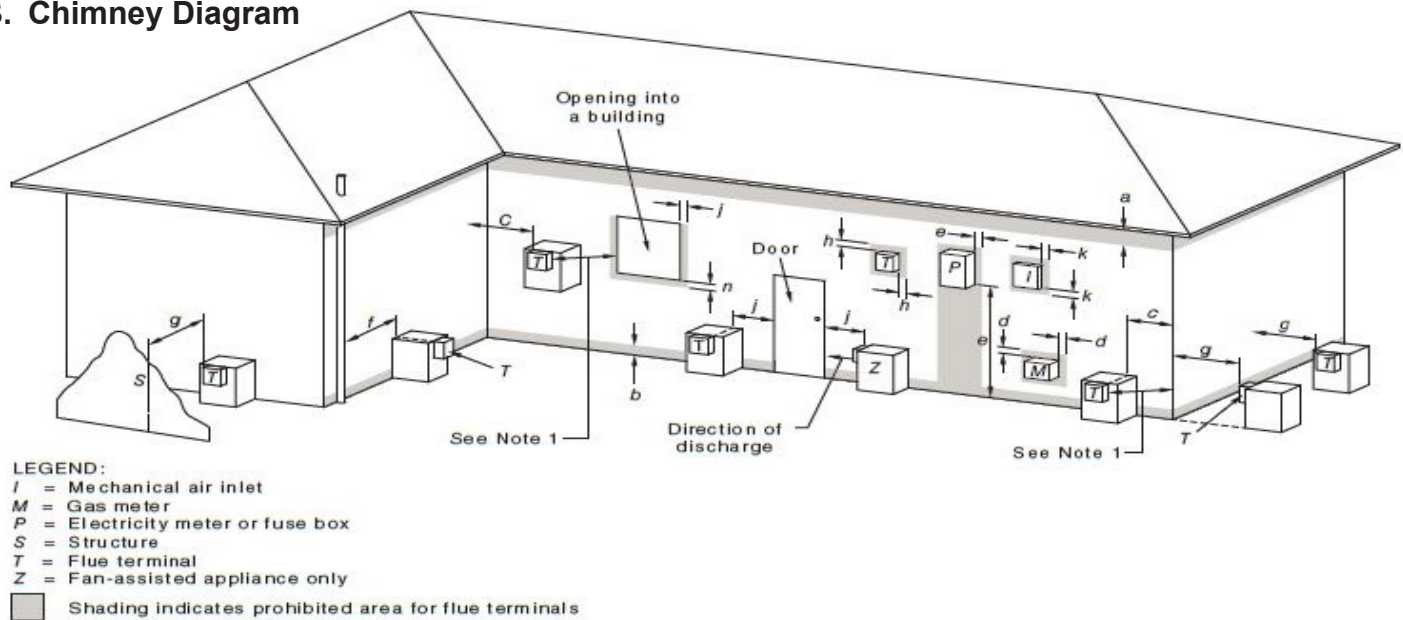 . Chimney Diagram
Opening into
a building
j
c
T
n
Door
h
T
h
e
P
I
k
k
a
e
d
d
M
c
g
g
T
g
S
T
f
T
T
j
j
Z
b
T
T
See Note 1
Direction of
discharge
See Note 1
LEGEND:
I = Mechanical air inlet
M = Gas meter
P = Electricity meter or fuse box
S = Structure
T = Flue terminal
Z = Fan-assisted appliance only
Shading indicates prohibited area for flue terminals